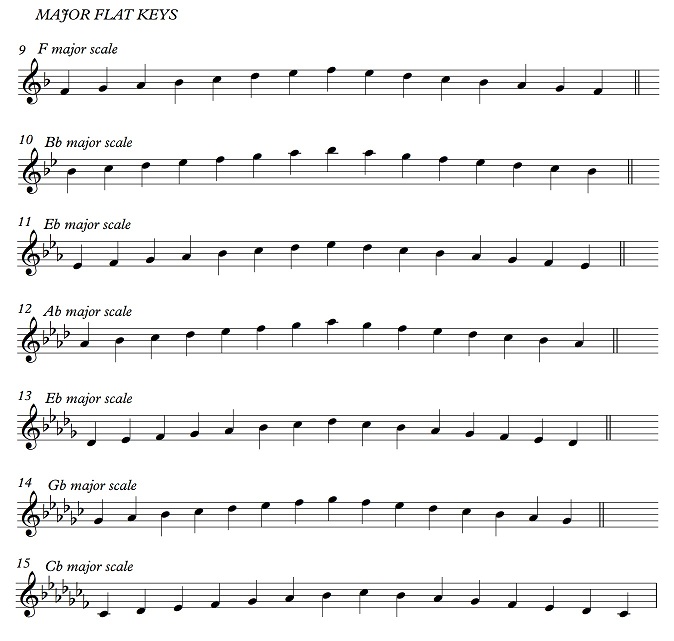 MAJOR FLAT KEYS
9 F major scale
10 Bb major scale
11 Eb major scale
12 Ab major scale
13 Eb major scale
14 Gb major scale
15 Cb major scale